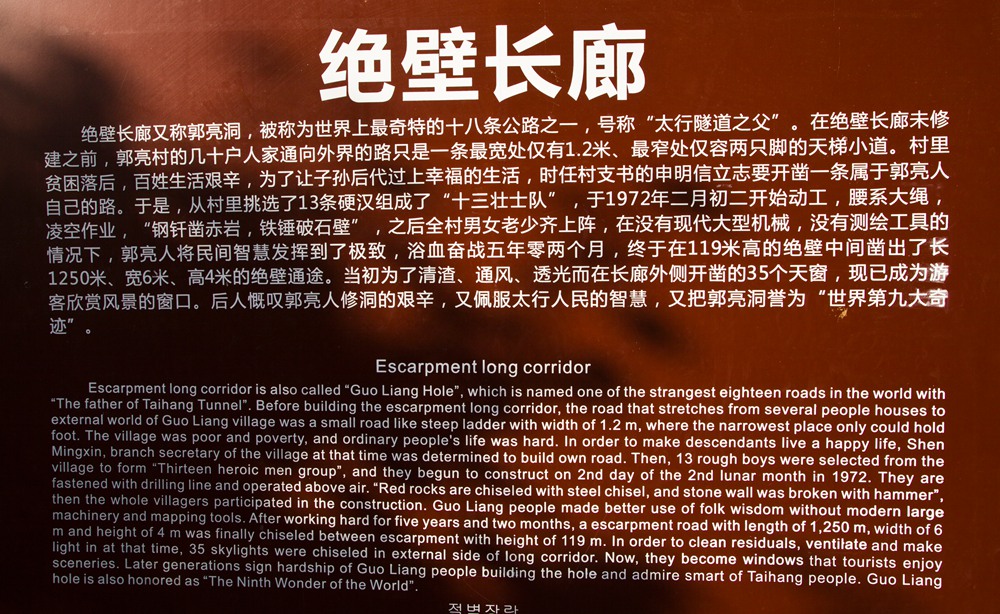 绝壁长廊
绝壁长廊又称郭亮洞，被称为世界上最奇特的十八条公路之一，号称“太行隧道之父”。在绝壁长廊未修
建之前，郭亮村的几十户人家通向外界的路只是一条最宽处仅有1.2米、最窄处仅容两只脚的天梯小道。村里
贫困落后，百姓生活艰辛，为了让子孙后代过上幸福的生活，时任村支书的申明信立志要开凿一条属于郭亮人
自己的路。于是，从村里挑选了13条硬汉组成了“十三壮士队”，于1972年二月初二开始动工，腰系大绳，
凌空作业，“钢钎凿赤岩，铁锤破石壁”，之后全村男女老少齐上阵，在没有现代大型机械，没有测绘工具的
情况下，郭亮人将民间智慧发挥到了极致，浴血奋战五年零两个月，终于在119米高的绝壁中间凿出了长
1250米、宽6米、高4米的绝壁通途。当初为了清渣、通风、透光而在长廊外侧开凿的35个天窗，现已成为游
客欣赏风景的窗口。后人慨叹郭亮人修洞的艰辛，又佩服太行人民的智慧，又把郭亮洞誉为“世界第九大奇
迹”。
Escarpment long corridor
Escarpment long corridor is also called “Guo Liang Hole”, which is named one of the strangest eighteen roads in the world with
“The father of Taihang Tunnel”. Before building the escarpment long corridor, the road that stretches from several people houses to
external world of Guo Liang village was a small road like steep ladder with width of 1.2 m, where the narrowest place only could hold
foot. The village was poor and poverty, and ordinary people's life was hard. In order to make descendants live a happy life, Shen
Mingxin, branch secretary of the village at that time was determined to build own road. Then, 13 rough boys were selected from the
village to form “Thirteen heroic men group”, and they begun to construct on 2nd day of the 2nd lunar month in 1972. They are
fastened with drilling line and operated above air. “Red rocks are chiseled with steel chisel, and stone wall was broken with hammer”,
then the whole villagers participated in the construction. Guo Liang people made better use of folk wisdom without modern large
machinery and mapping tools. After working hard for five years and two months, a escarpment road with length of 1,250 m, width of 6
m and height of 4 m was finally chiseled between escarpment with height of 119 m. In order to clean residuals, ventilate and make
light in at that time, 35 skylights were chiseled in external side of long corridor. Now, they become windows that tourists enjoy
sceneries. Later generations sign hardship of Guo Liang people building the hole and admire smart of Taihang people. Guo Liang
hole is also honored as “The Ninth Wonder of the World”.
절벽장랑